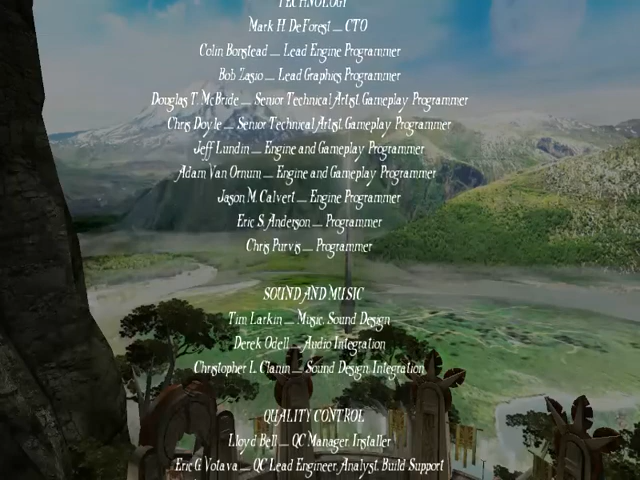 TECHNOLOGY
Mark H. DeForest — CTO
Colin Bonstead — Lead Engine Programmer
Bob Zasio — Lead Graphics Programmer
Douglas T. McBride — Senior Technical Artist, Gameplay Programmer
Chris Doyle — Senior Technical Artist, Gameplay Programmer
Jeff Lundin — Engine and Gameplay Programmer
Adam Van Ornum — Engine and Gameplay Programmer
Jason M. Calvert — Engine Programmer
Eric S. Anderson — Programmer
Chris Purvis — Programmer
SOUND AND MUSIC
Tim Larkin — Music, Sound Design
Derek Odell — Audio Integration
Christopher L. Clanin — Sound Design Integration
QUALITY CONTROL
Lloyd Bell — QC Manager, Installer
Eric G. Votava — QC Lead Engineer, Analyst, Build Support